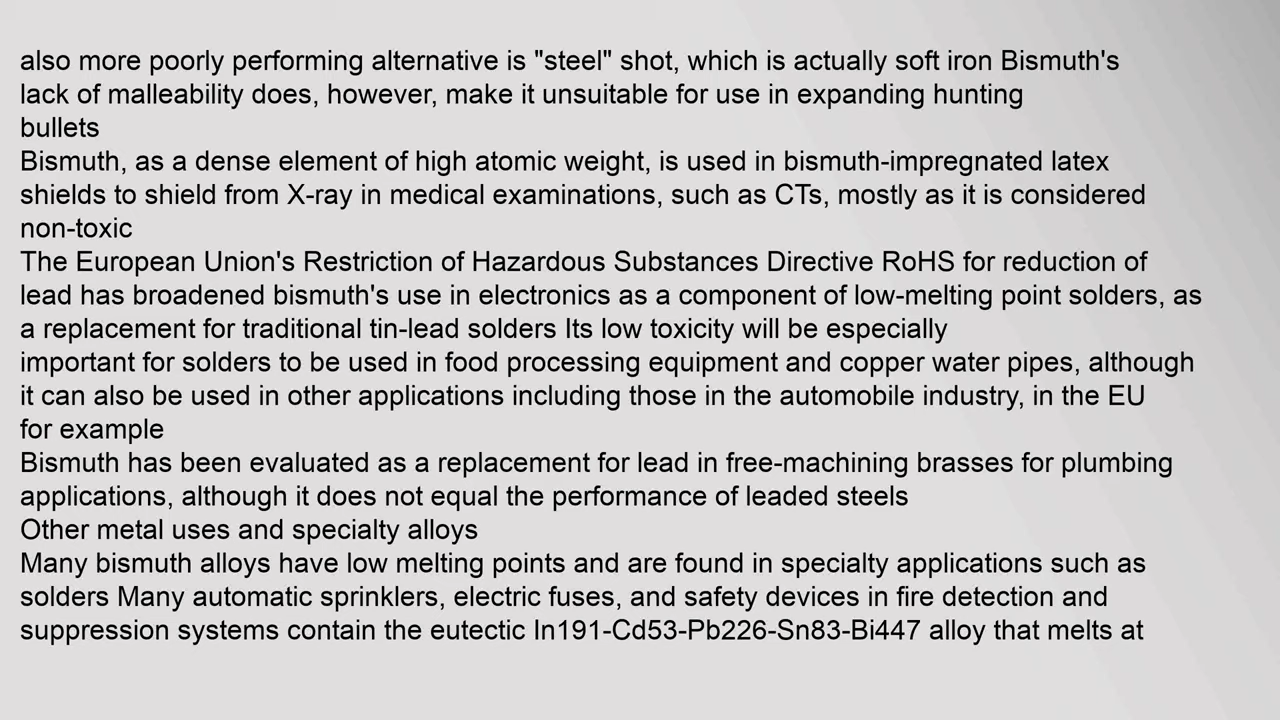 also more poorly performing alternative is "steel" shot, which is actually soft iron Bismuth's
lack of malleability does, however, make it unsuitable for use in expanding hunting
bullets
Bismuth, as a dense element of high atomic weight, is used in bismuth-impregnated latex
shields to shield from X-ray in medical examinations, such as CTs, mostly as it is considered
non-toxic
The European Union's Restriction of Hazardous Substances Directive RoHS for reduction of
lead has broadened bismuth's use in electronics as a component of low-melting point solders, as
a replacement for traditional tin-lead solders Its low toxicity will be especially
important for solders to be used in food processing equipment and copper water pipes, although
it can also be used in other applications including those in the automobile industry, in the EU
for example
Bismuth has been evaluated as a replacement for lead in free-machining brasses for plumbing
applications, although it does not equal the performance of leaded steels
Other metal uses and specialty alloys
Many bismuth alloys have low melting points and are found in specialty applications such as
solders Many automatic sprinklers, electric fuses, and safety devices in fire detection and
suppression systems contain the eutectic In191-Cd53-Pb226-Sn83-Bi447 alloy that melts at